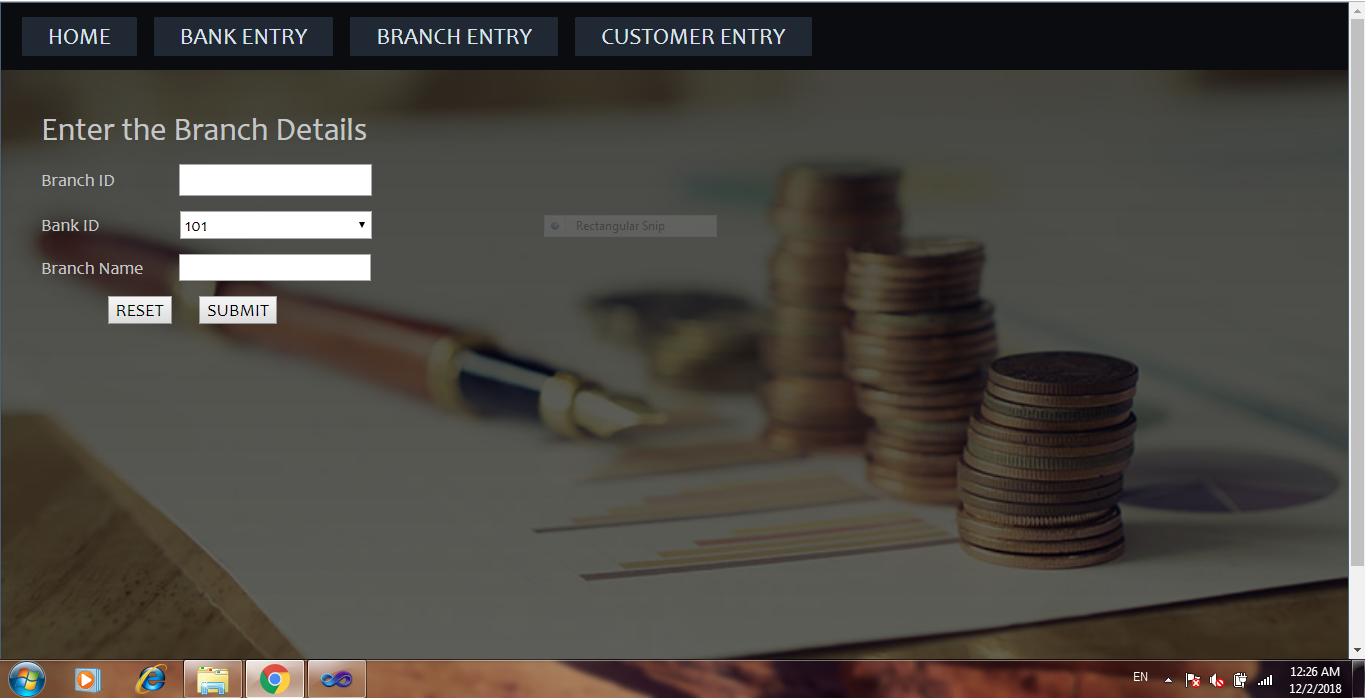 HOME BANK ENTRY BRANCH ENTRY CUSTOMER ENTRY
Enter the Branch Details
Branch ID
Bank ID 101
Rectangular Snip
Branch Name
RESET SUBMIT
EN
12:26 AM
12/2/2018